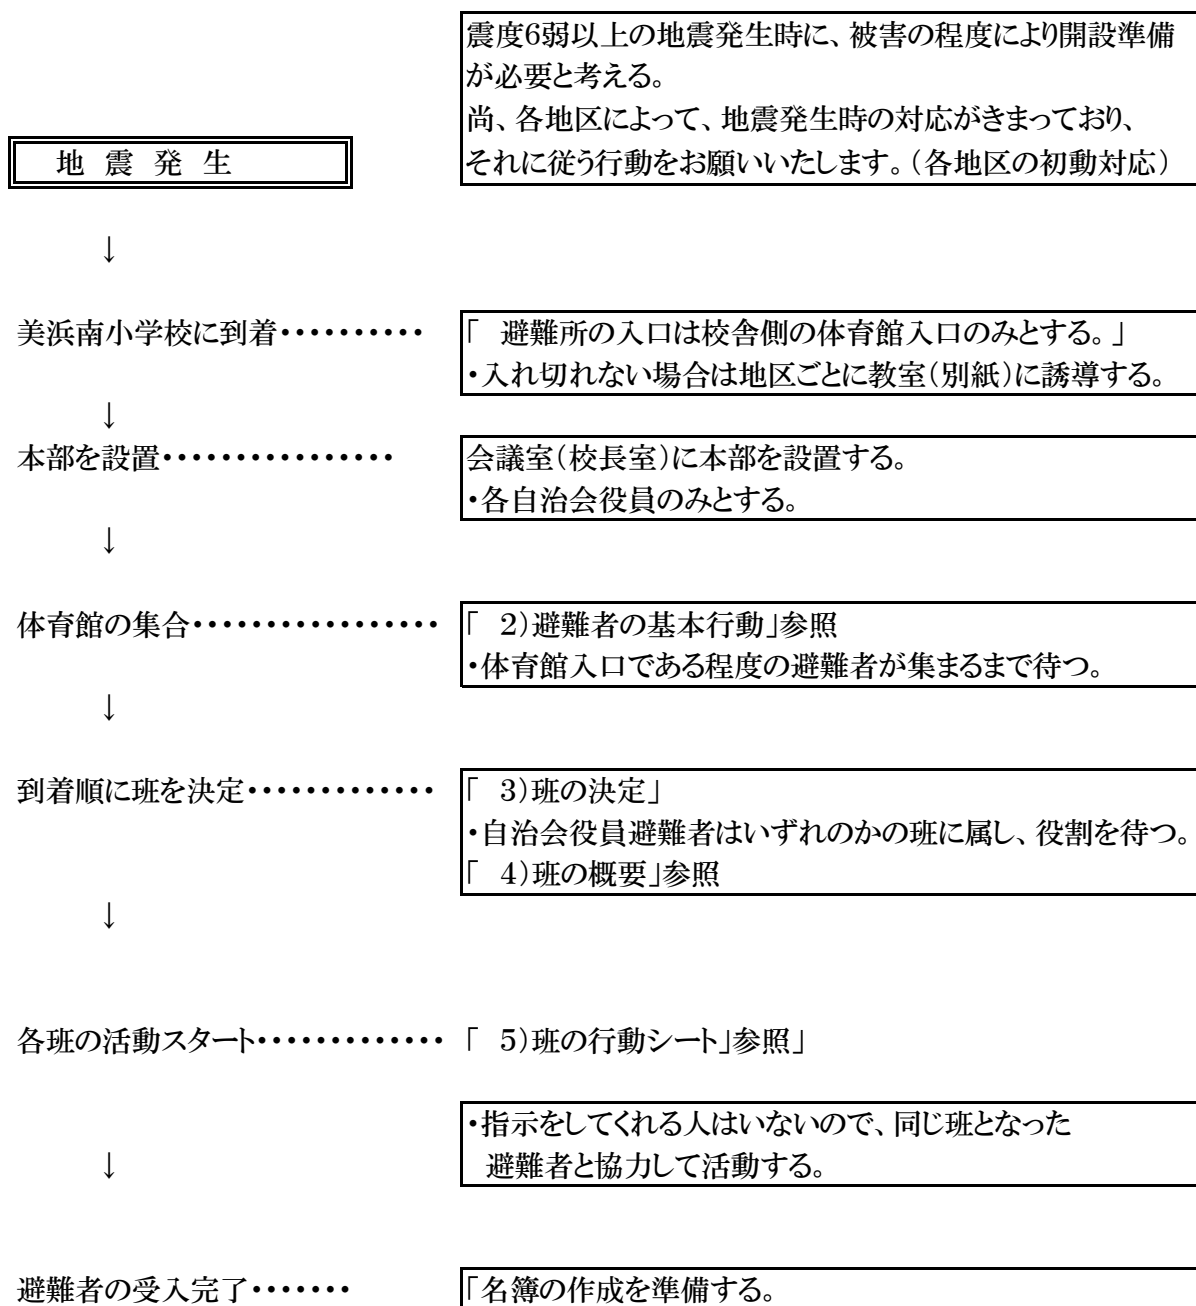 震度6弱以上の地震発生時に、被害の程度により開設準備
が必要と考える。
尚、各地区によって、地震発生時の対応がきまっており、
それに従う行動をお願いいたします。（各地区の初動対応）
地 震 発 生
↓
美浜南小学校に到着・・・・・・・・・・
「　避難所の入口は校舎側の体育館入口のみとする。」
・入れ切れない場合は地区ごとに教室（別紙）に誘導する。
↓
本部を設置・・・・・・・・・・・・・・・・
会議室（校長室）に本部を設置する。
・各自治会役員のみとする。
↓
体育館の集合・・・・・・・・・・・・・・・・・
「　2）避難者の基本行動」参照
・体育館入口である程度の避難者が集まるまで待つ。
↓
到着順に班を決定・・・・・・・・・・・・・
「　3）班の決定」
・自治会役員避難者はいずれのかの班に属し、役割を待つ。
「　4）班の概要」参照
↓
各班の活動スタート・・・・・・・・・・・・・
「　5）班の行動シート」参照」
・指示をしてくれる人はいないので、同じ班となった
避難者と協力して活動する。
↓
避難者の受入完了・・・・・・・
「名簿の作成を準備する。